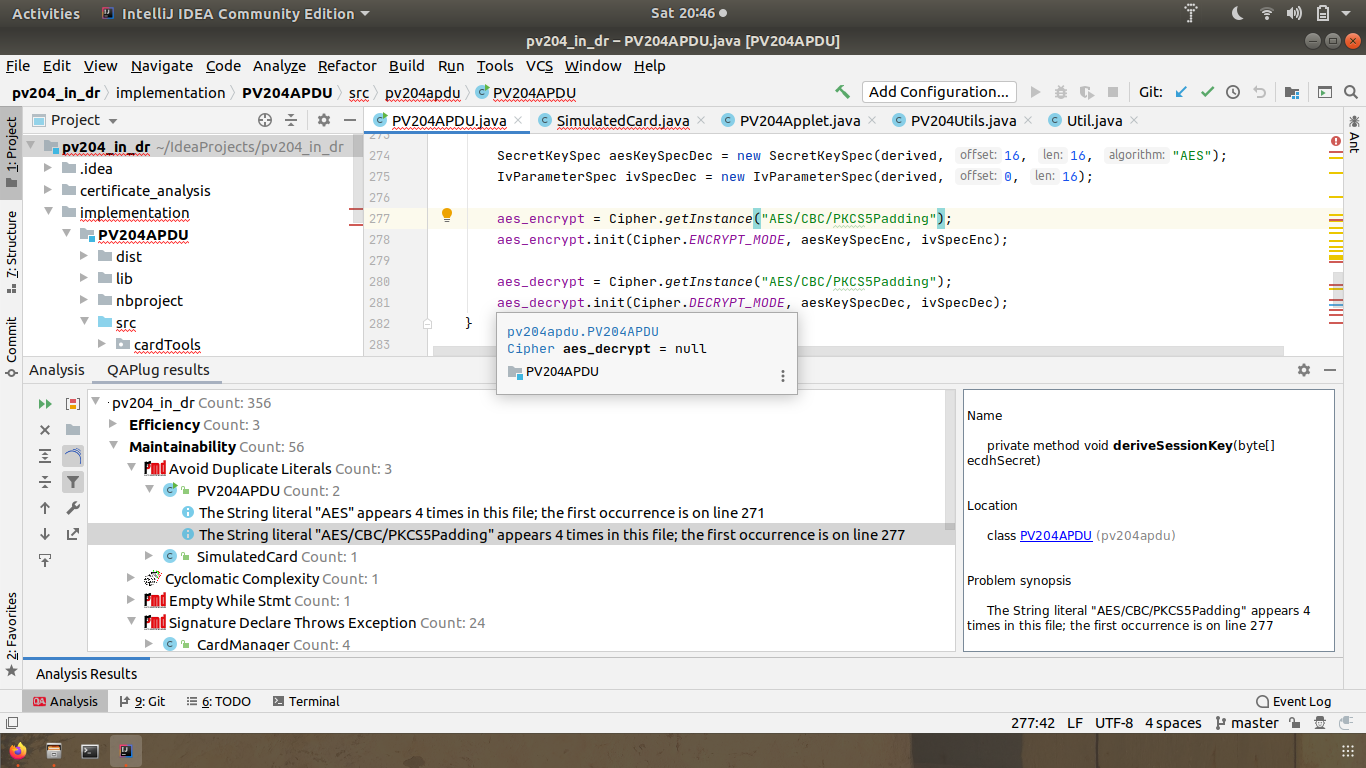 Activities IntelliJ IDEA Community Edition Sat 20:46
pv204_in_dr – PV204APDU.java [PV204APDU]
File Edit View Navigate Code Analyze Refactor Build Run Tools VCS Window Help
pv204_in_dr implementation PV204APDU src pv204apdu PV204APDU Add Configuration... Git:
1: Project
Z: Structure
Commit
2: Favorites
Ant
Project
PV204APDU.java SimulatedCard.java PV204Applet.java PV204Utils.java Util.java
pv204_in_dr ~/IdeaProjects/pv204_in_dr
.idea
certificate_analysis
implementation
PV204APDU
dist
lib
nbproject
src
cardTools
273
274 SecretKeySpec aesKeySpecDec = new SecretKeySpec(derived, offset: 16, len: 16, algorithm: "AES");
275 IvParameterSpec ivSpecDec = new IvParameterSpec(derived, offset: 0, len: 16);
276
277 aes_encrypt = Cipher.getInstance("AES/CBC/PKCS5Padding");
278 aes_encrypt.init(Cipher.ENCRYPT_MODE, aesKeySpecEnc, ivSpecEnc);
279
280 aes_decrypt = Cipher.getInstance("AES/CBC/PKCS5Padding");
281 aes_decrypt.init(Cipher.DECRYPT_MODE, aesKeySpecDec, ivSpecDec);
282 }
283
pv204apdu.PV204APDU
Cipher aes_decrypt = null
PV204APDU
Analysis QAPlug results
pv204_in_dr Count: 356
Efficiency Count: 3
Maintainability Count: 56
pmd Avoid Duplicate Literals Count: 3
PV204APDU Count: 2
The String literal "AES" appears 4 times in this file; the first occurrence is on line 271
The String literal "AES/CBC/PKCS5Padding" appears 4 times in this file; the first occurrence is on line 277
SimulatedCard Count: 1
Cyclomatic Complexity Count: 1
pmd Empty While Stmt Count: 1
pmd Signature Declare Throws Exception Count: 24
CardManager Count: 4
Name
private method void deriveSessionKey(byte[]
ecdhSecret)
Location
class PV204APDU (pv204apdu)
Problem synopsis
The String literal "AES/CBC/PKCS5Padding" appears 4
times in this file; the first occurrence is on line 277
Analysis Results
QA Analysis 9: Git 6: TODO Terminal Event Log
277:42 LF UTF-8 4 spaces master